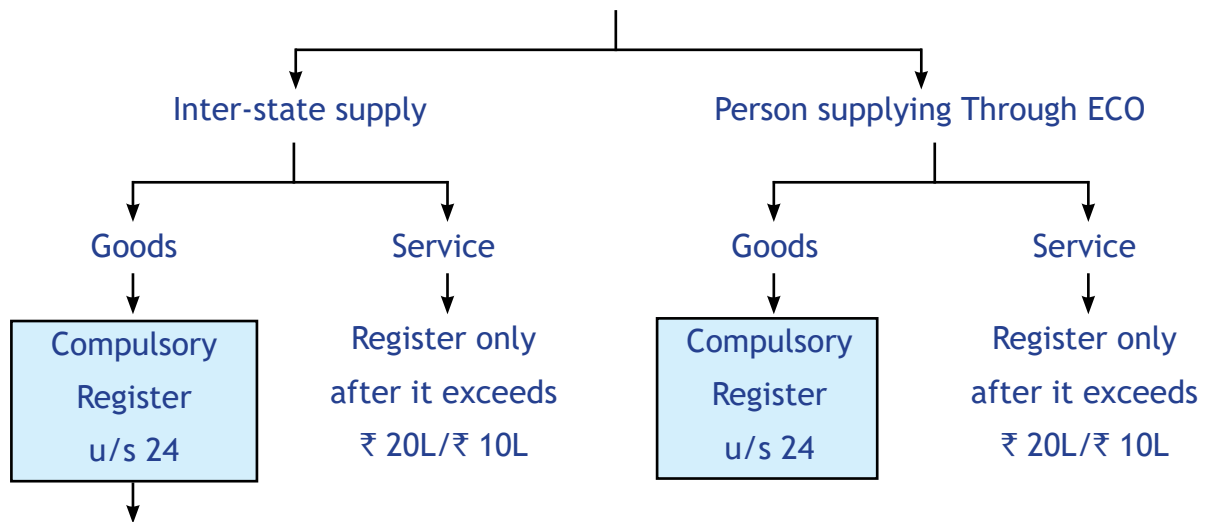 Inter-state supply
Person supplying Through ECO
Goods
Service
Goods
Service
Compulsory
Register
u/s 24
Register only
after it exceeds
₹ 20L/₹ 10L
Compulsory
Register
u/s 24
Register only
after it exceeds
₹ 20L/₹ 10L